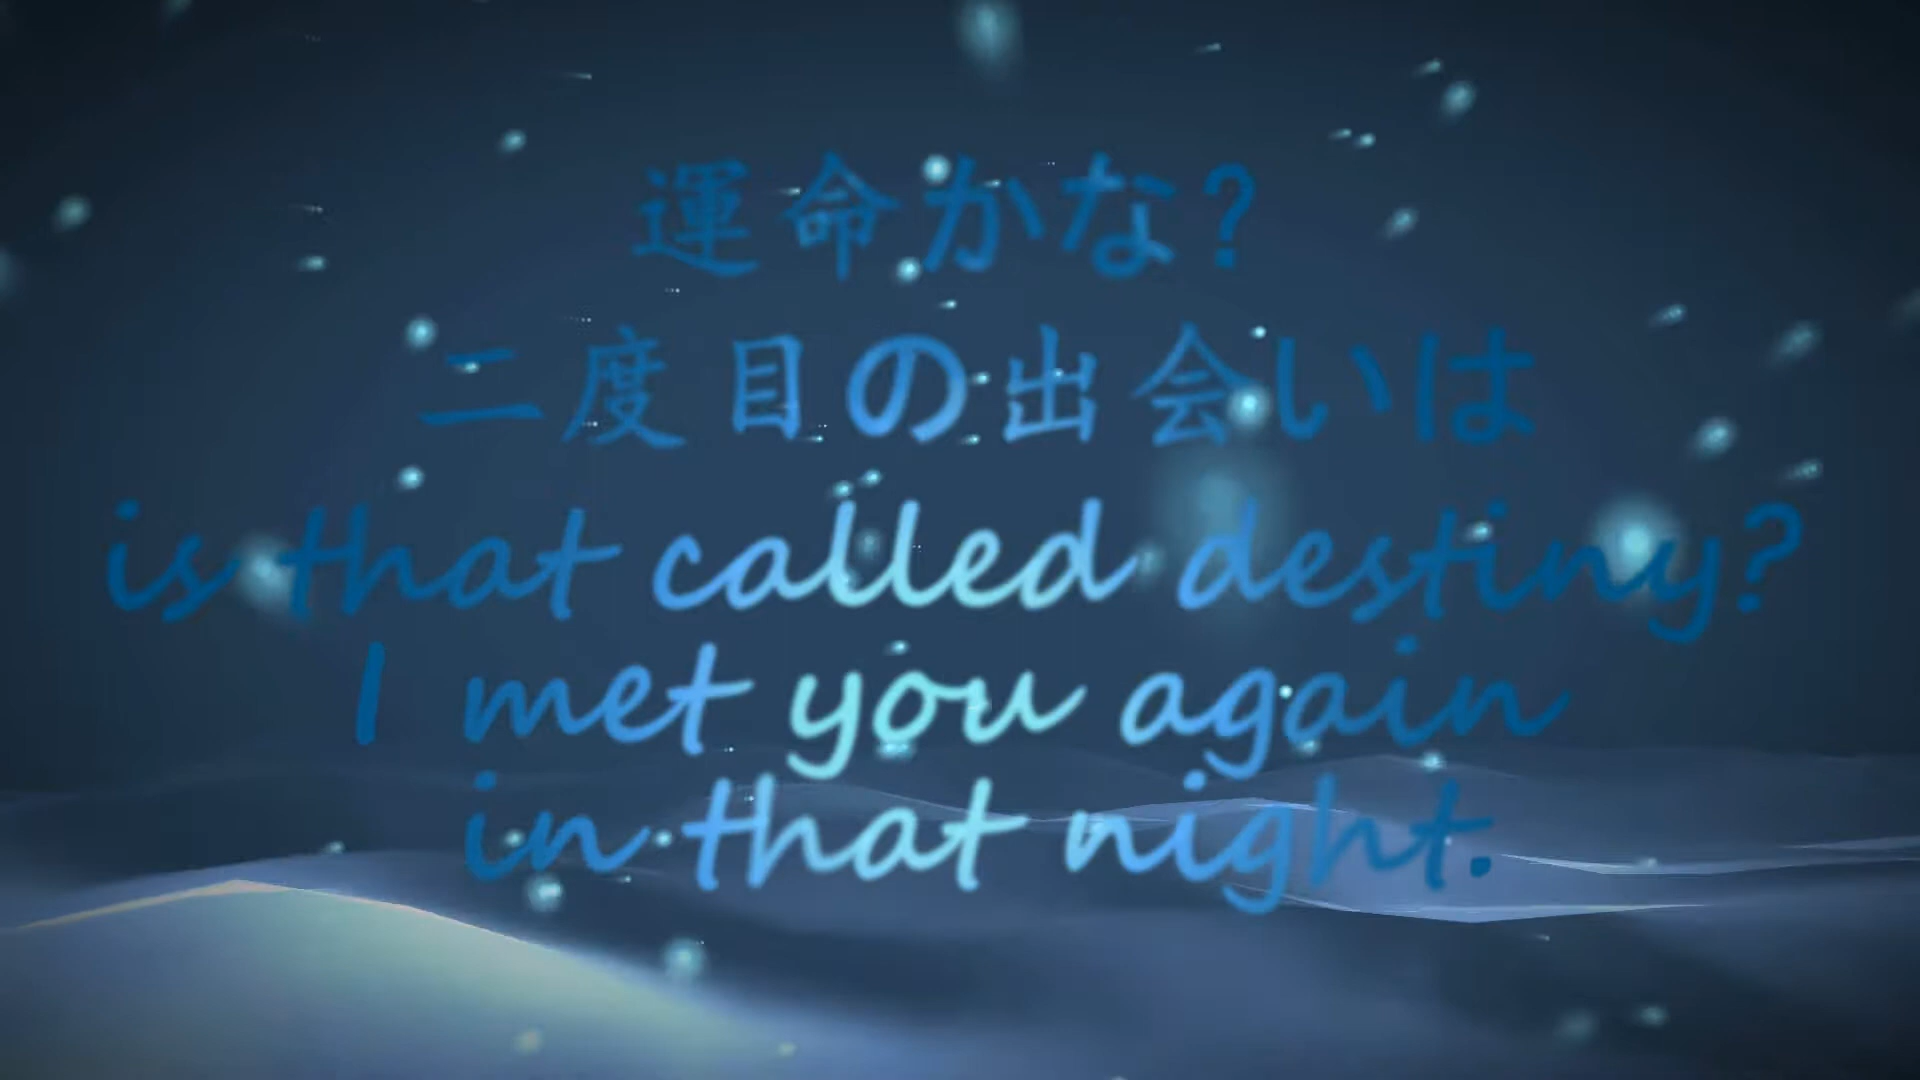 運命かな?
二度目の出会いは
is that called destiny?
I met you again
in that night.